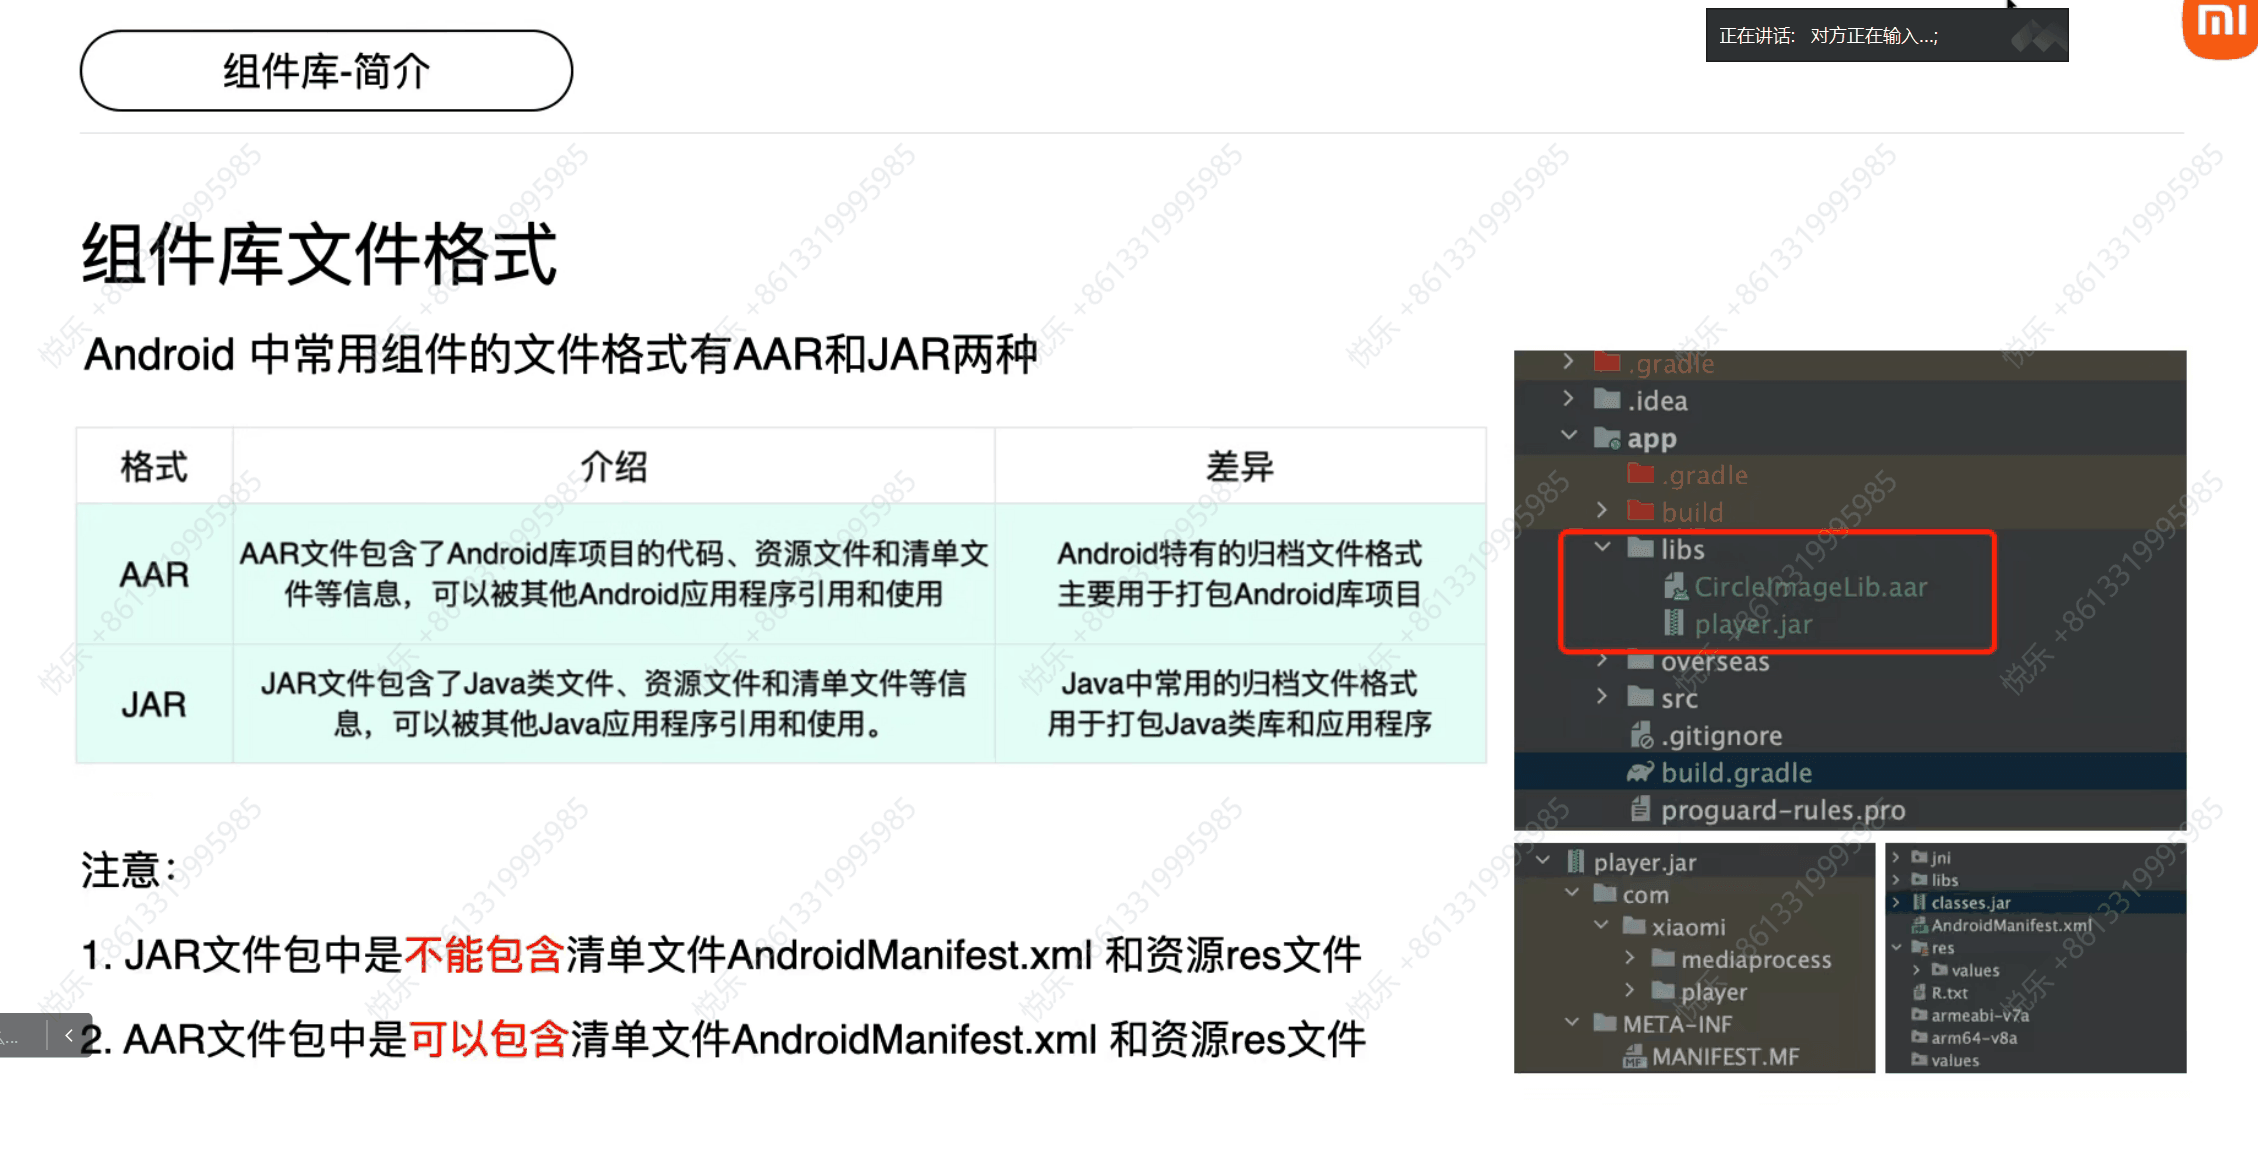 组件库-简介
正在讲话: 对方正在输入...;
组件库文件格式
Android 中常用组件的文件格式有AAR和JAR两种
格式 介绍 差异
AAR
AAR文件包含了Android库项目的代码、资源文件和清单文
件等信息，可以被其他Android应用程序引用和使用
Android特有的归档文件格式
主要用于打包Android库项目
JAR
JAR文件包含了Java类文件、资源文件和清单文件等信
息，可以被其他Java应用程序引用和使用。
Java中常用的归档文件格式
用于打包Java类库和应用程序
注意：
1. JAR文件包中是不能包含清单文件AndroidManifest.xml 和资源res文件
2. AAR文件包中是可以包含清单文件AndroidManifest.xml 和资源res文件
.gradle
.idea
app
.gradle
build
libs
CircleImageLib.aar
player.jar
overseas
src
.gitignore
build.gradle
proguard-rules.pro
player.jar
com
xiaomi
mediaprocess
player
META-INF
MANIFEST.MF
jni
libs
classes.jar
AndroidManifest.xml
res
values
R.txt
armeabi-v7a
arm64-v8a
values
悦乐 +8613319995985